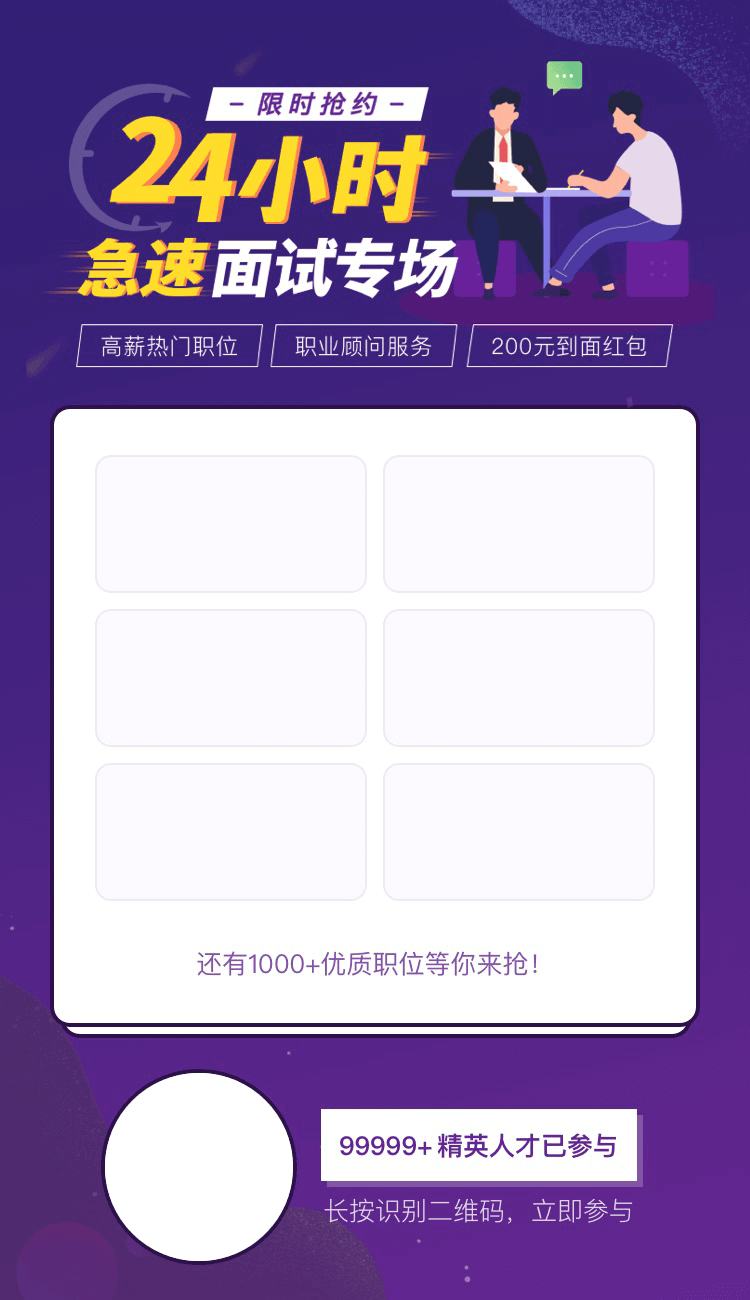 – 限时抢约 –
24小时
急速面试专场
高薪热门职位 职业顾问服务 200元到面红包
还有1000+优质职位等你来抢！
99999+精英人才已参与
长按识别二维码，立即参与